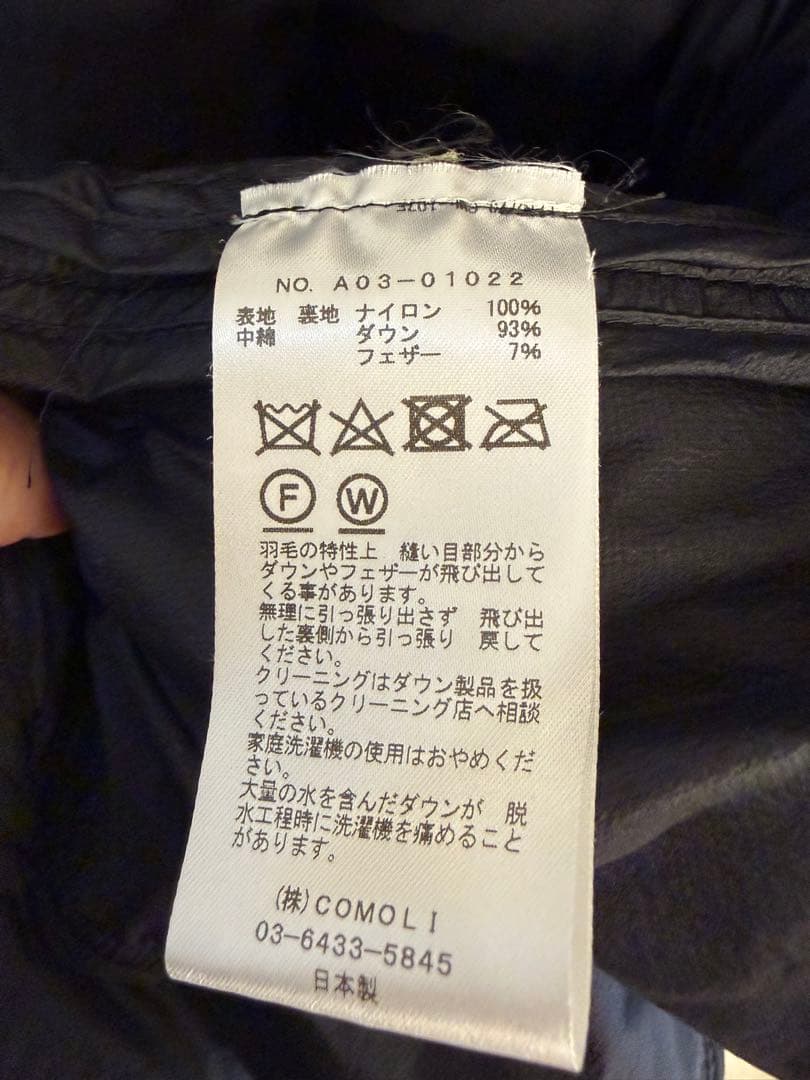 NO. A03-01022
表地 裏地 ナイロン 100%
中綿 ダウン 93%
フェザー 7%
F W
羽毛の特性上 縫い目部分から
ダウンやフェザーが飛び出して
くる事があります。
無理に引っ張り出さず 飛び出
した裏側から引っ張り 戻して
ください。
クリーニングはダウン製品を扱
っているクリーニング店へ相談
ください。
家庭洗濯機の使用はおやめくだ
さい。
大量の水を含んだダウンが 脱
水工程時に洗濯機を痛めること
があります。
(株)COMOLI
03-6433-5845
日本製